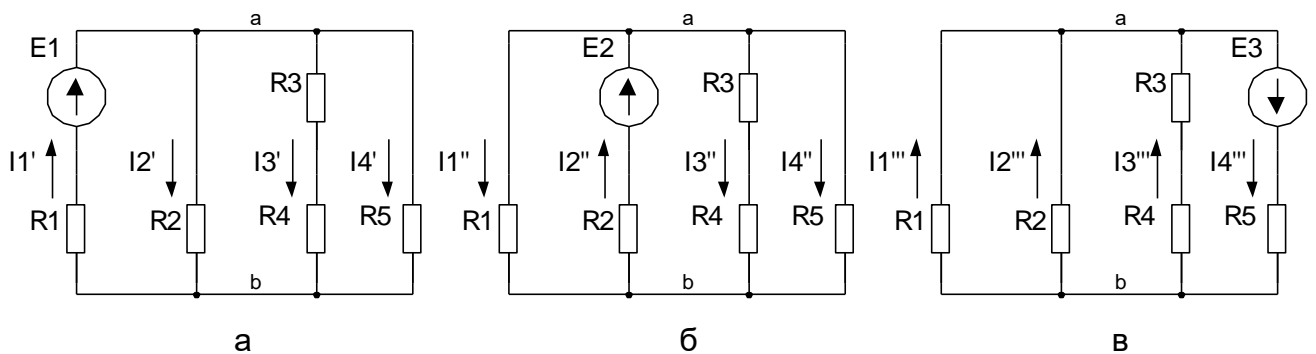 a a a
E1 E2 E3
R3 R3 R3
I1' I2' I3' I4' I1'' I2'' I3'' I4'' I1''' I2''' I3''' I4'''
R1 R2 R4 R5 R1 R2 R4 R5 R1 R2 R4 R5
b b b
а б в